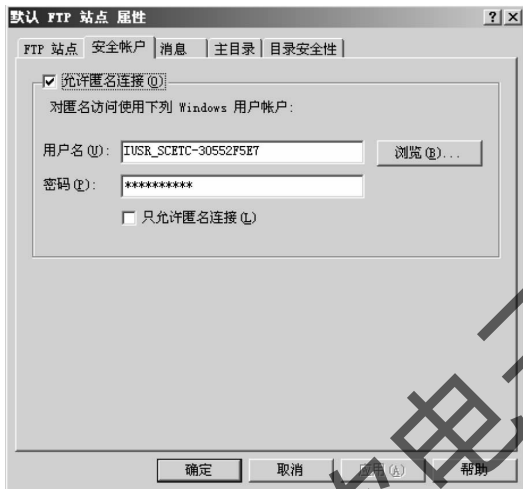 默认 FTP 站点 属性
FTP 站点 安全帐户 消息 主目录 目录安全性
允许匿名连接(O)
对匿名访问使用下列 Windows 用户帐户:
用户名(U): IUSR_SCETC-30552F5E7 浏览(B)...
密码(P): **********
只允许匿名连接(L)
确定 取消 应用(A) 帮助